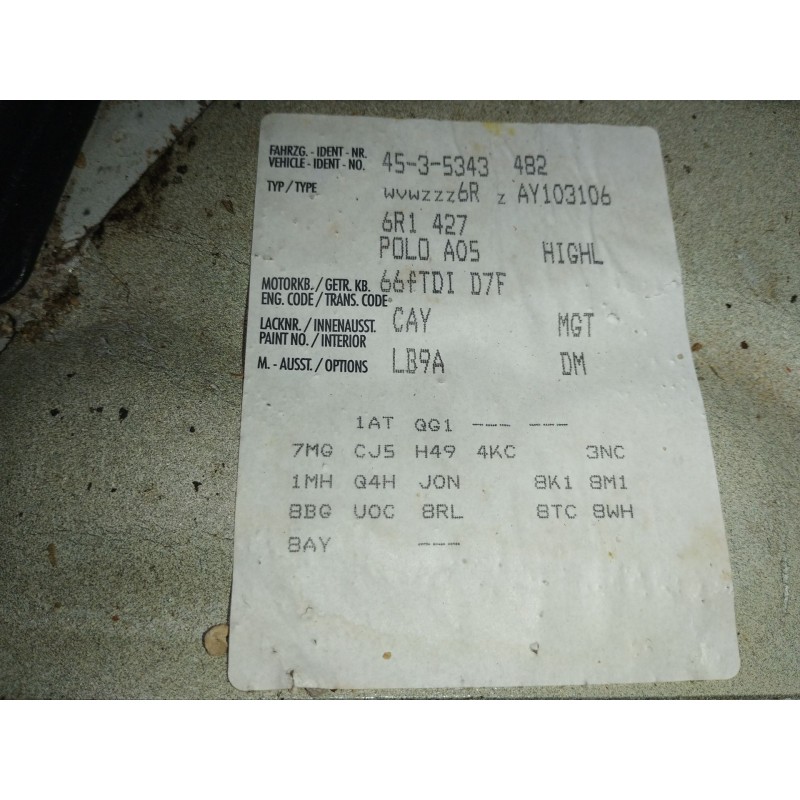 FAHRZG. - IDENT - NR.
VEHICLE - IDENT - NO. 45-3-5343 482
TYP / TYPE WVWZZZ6R Z AY103106
6R1 427
POLO A05 HIGHL
MOTORKB. / GETR. KB. 66fTDI D7F
ENG. CODE / TRANS. CODE
LACKNR. / INNENAUSST. CAY MGT
PAINT NO. / INTERIOR
M. - AUSST. / OPTIONS LB9A DM
1AT QG1 --- ---
7MG CJ5 H49 4KC 3NC
1MH Q4H J0N 8K1 8M1
8BG U0C 8RL 8TC 8WH
8AY ---